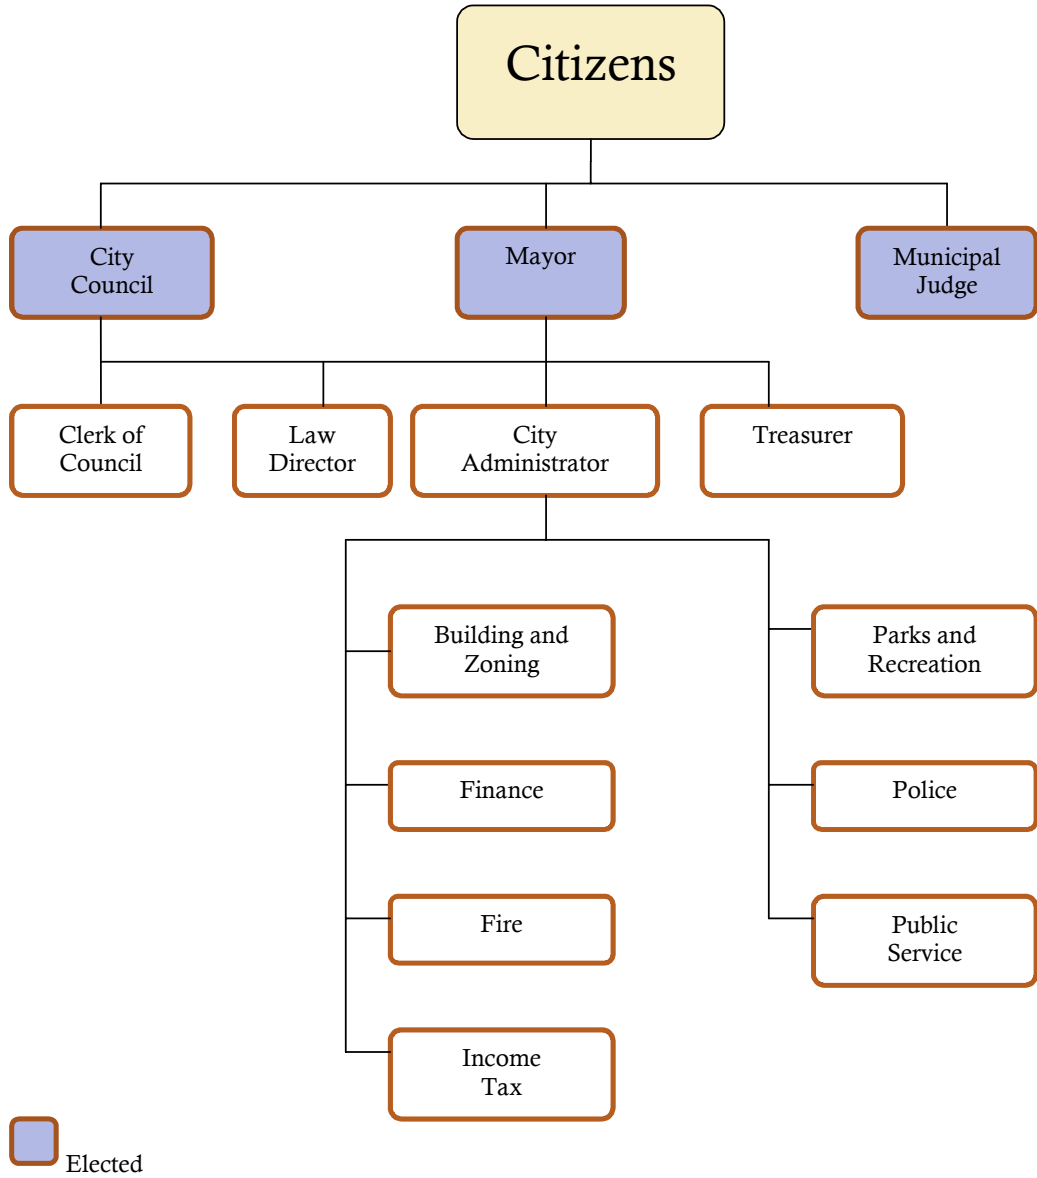 Citizens
City
Council
Mayor
Municipal
Judge
Clerk of
Council
Law
Director
City
Administrator
Treasurer
Building and
Zoning
Parks and
Recreation
Finance
Police
Fire
Public
Service
Income
Tax
Elected